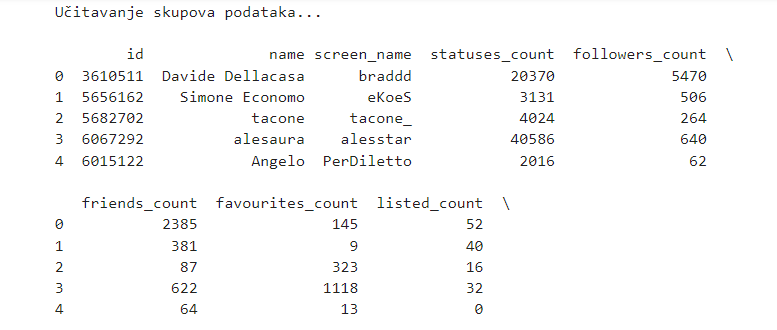 Učitavanje skupova podataka...
id name screen_name statuses_count followers_count \
0 3610511 Davide Dellacasa braddd 20370 5470
1 5656162 Simone Economo eKoeS 3131 506
2 5682702 tacone tacone_ 4024 264
3 6067292 alesaura alesstar 40586 640
4 6015122 Angelo PerDiletto 2016 62
friends_count favourites_count listed_count \
0 2385 145 52
1 381 9 40
2 87 323 16
3 622 1118 32
4 64 13 0